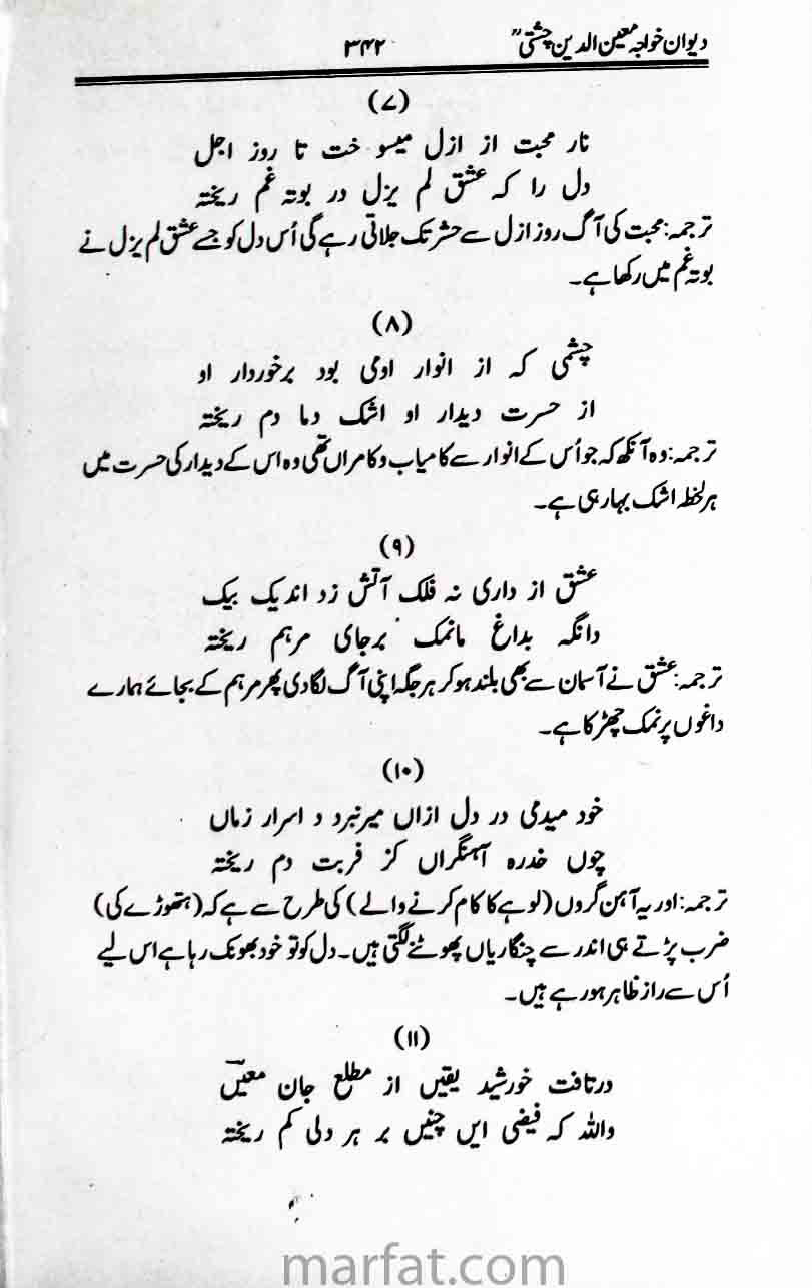 دیوان خواجہ معین الدین چشتیؒ ۳۴۲
(۷)
نار محبت از ازل میسو خت تا روز اجل
دل را کہ عشق لم یزل در بوتہ غم ریختہ
ترجمہ: محبت کی آگ روز ازل سے حشر تک جلاتی رہے گی اُس دل کو جسے عشق لم یزل نے
بوتہ غم میں رکھا ہے۔
(۸)
چشمی کہ از انوار اومی بود برخوردار او
از حسرت دیدار او اشک دما دم ریختہ
ترجمہ: وہ آنکھ کہ جو اُس کے انوار سے کامیاب و کامراں تھی وہ اس کے دیدار کی حسرت میں
ہر لحظہ اشک بہا رہی ہے۔
(۹)
عشق از داری نہ فلک آتش زد اندیک بیک
دانگہ بداغ مانمک برجای مرہم ریختہ
ترجمہ: عشق نے آسمان سے بھی بلند ہو کر ہر جگہ اپنی آگ لگا دی پھر مرہم کے بجائے ہمارے
داغوں پر نمک چھڑکا ہے۔
(۱۰)
خود میدمی در دل ازاں میرنبرد د اسرار زماں
چوں خدرہ آہنگراں کز فربت دم ریختہ
ترجمہ: اور یہ آہن گروں (لوہے کا کام کرنے والے) کی طرح سے ہے کہ (ہتھوڑے کی)
ضرب پڑتے ہی اندر سے چنگاریاں پھوٹنے لگتی ہیں۔ دل کو تو خود بھونک رہا ہے اس لیے
اُس سے راز ظاہر ہو رہے ہیں۔
(۱۱)
درتافت خورشید یقیں از مطلع جان معیںؔ
واللہ کہ فیضی ایں چنیں بر ہر دلی کم ریختہ
marfat.com